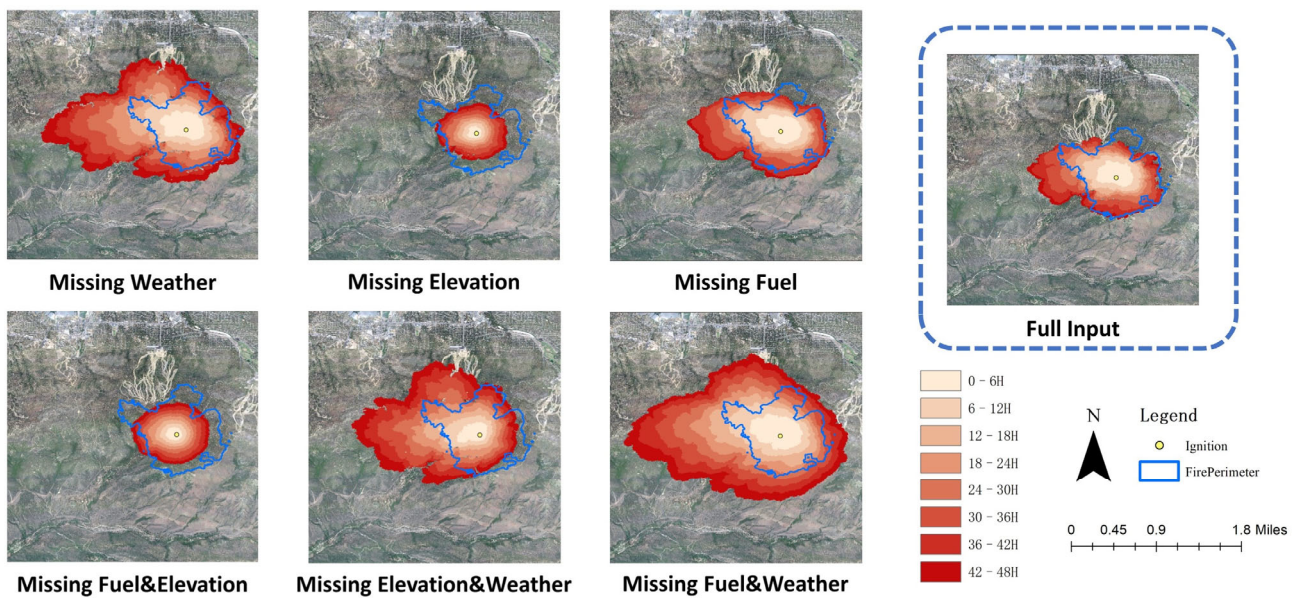 Missing Weather
Missing Elevation
Missing Fuel
Full Input
Missing Fuel&Elevation
Missing Elevation&Weather
Missing Fuel&Weather
0 - 6H
6 - 12H
12 - 18H
18 - 24H
24 - 30H
30 - 36H
36 - 42H
42 - 48H
N
Legend
Ignition
FirePerimeter
0 0.45 0.9 1.8 Miles